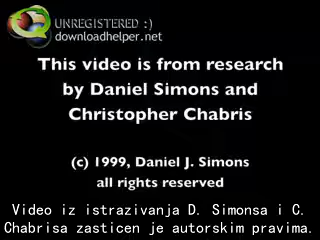 UNREGISTERED :)
downloadhelper.net
This video is from research
by Daniel Simons and
Christopher Chabris
(c) 1999, Daniel J. Simons
all rights reserved
Video iz istrazivanja D. Simonsa i C.
Chabrisa zasticen je autorskim pravima.